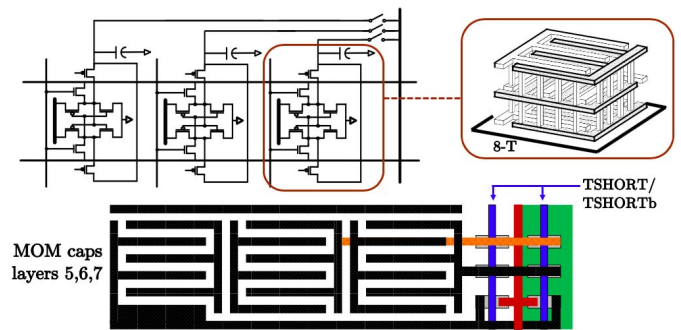 8-T
TSHORT/
TSHORTb
MOM caps
layers 5,6,7